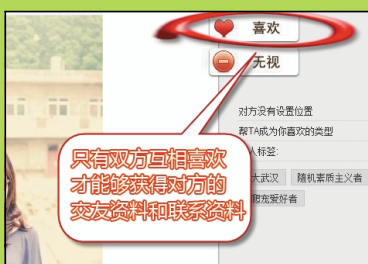 喜欢
无视
对方没有设置位置
帮TA成为你喜欢的类型
人标签:
大武汉 随机素质主义者
宠爱好者
只有双方互相喜欢
才能够获得对方的
交友资料和联系资料